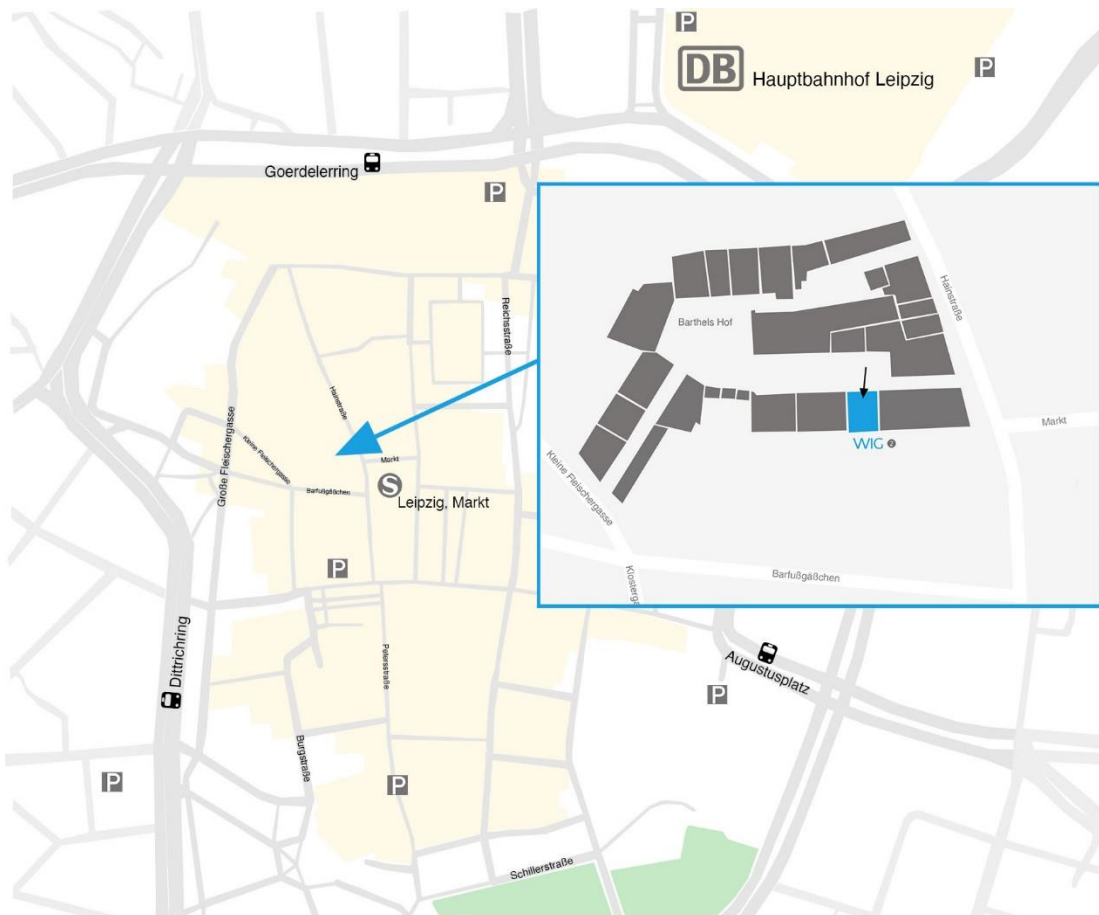 P
DB
Hauptbahnhof Leipzig
P
Goerdelerring
P
Reichsstraße
Hainstraße
Große Fleischergasse
Kleine Fleischergasse
Markt
Barfußgäßchen
S
Leipzig, Markt
P
Petersstraße
Dittrichring
Burgstraße
P
P
Schillerstraße
P
Augustusplatz
Hainstraße
Barthels Hof
Markt
WIG
Kleine Fleischergasse
Barfußgäßchen
Klosterga